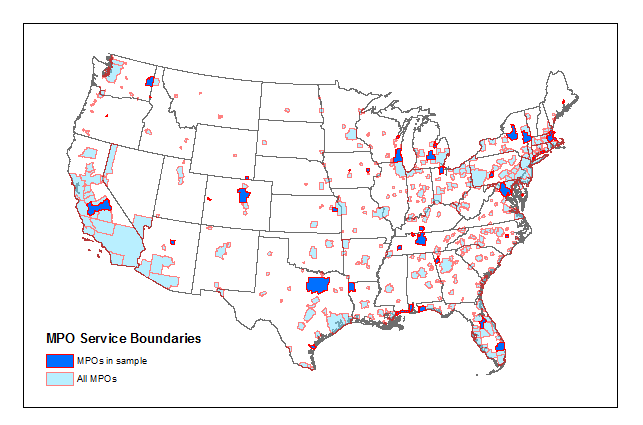 MPO Service Boundaries
MPOs in sample
All MPOs